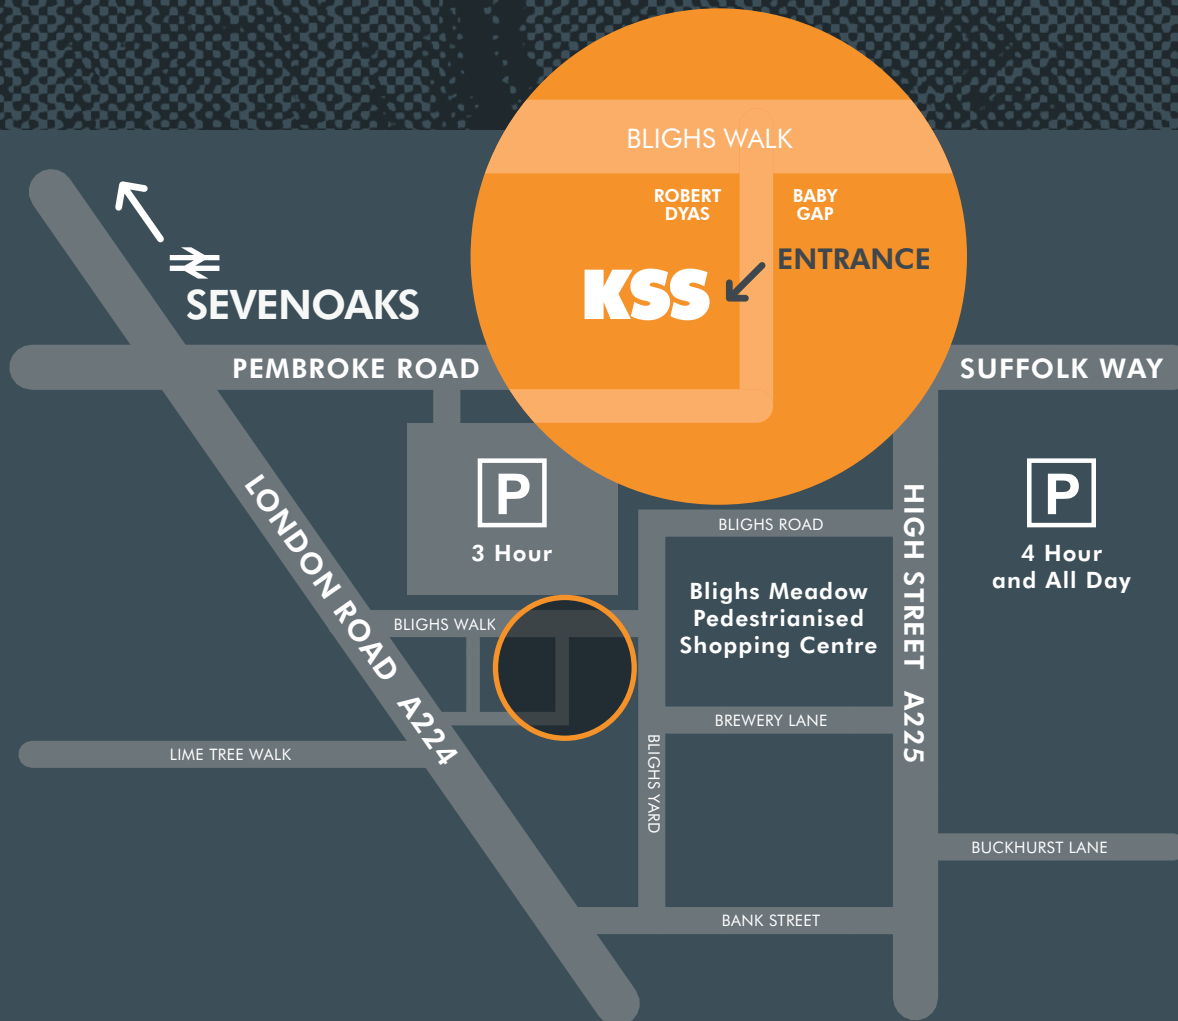 BLIGHS WALK
ROBERT
DYAS
BABY
GAP
ENTRANCE
KSS
SEVENOAKS
PEMBROKE ROAD
SUFFOLK WAY
P
3 Hour
P
4 Hour
and All Day
LONDON ROAD A224
HIGH STREET A225
BLIGHS ROAD
Blighs Meadow
Pedestrianised
Shopping Centre
BLIGHS WALK
BREWERY LANE
LIME TREE WALK
BLIGHS YARD
BUCKHURST LANE
BANK STREET